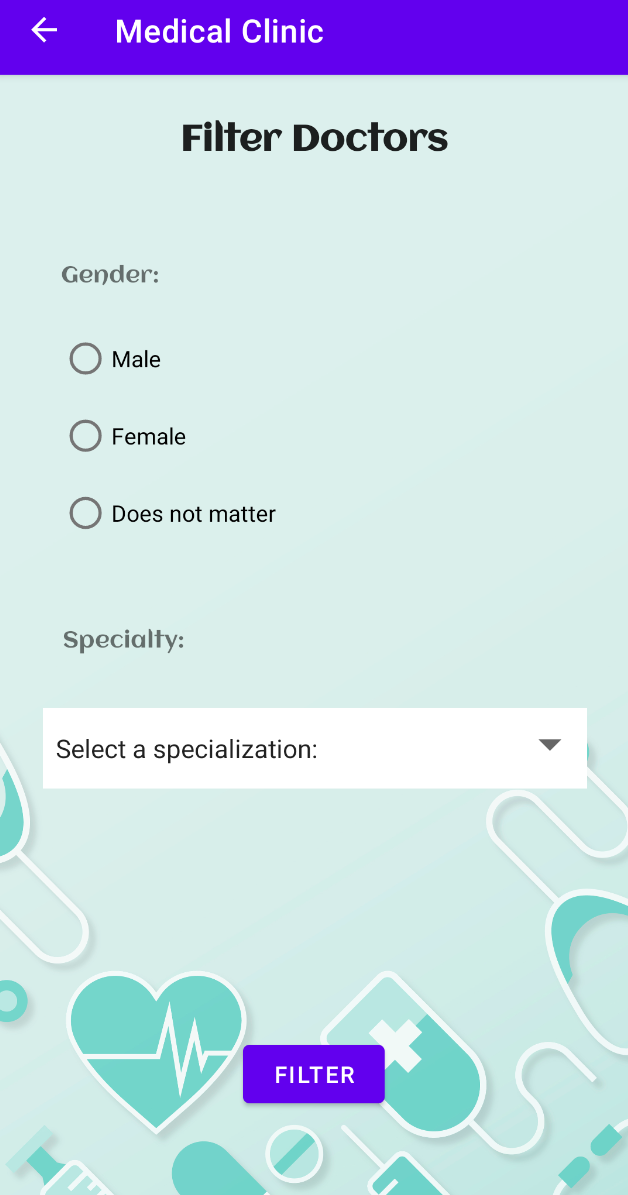 Medical Clinic
Filter Doctors
Gender:
Male
Female
Does not matter
Specialty:
Select a specialization:
FILTER